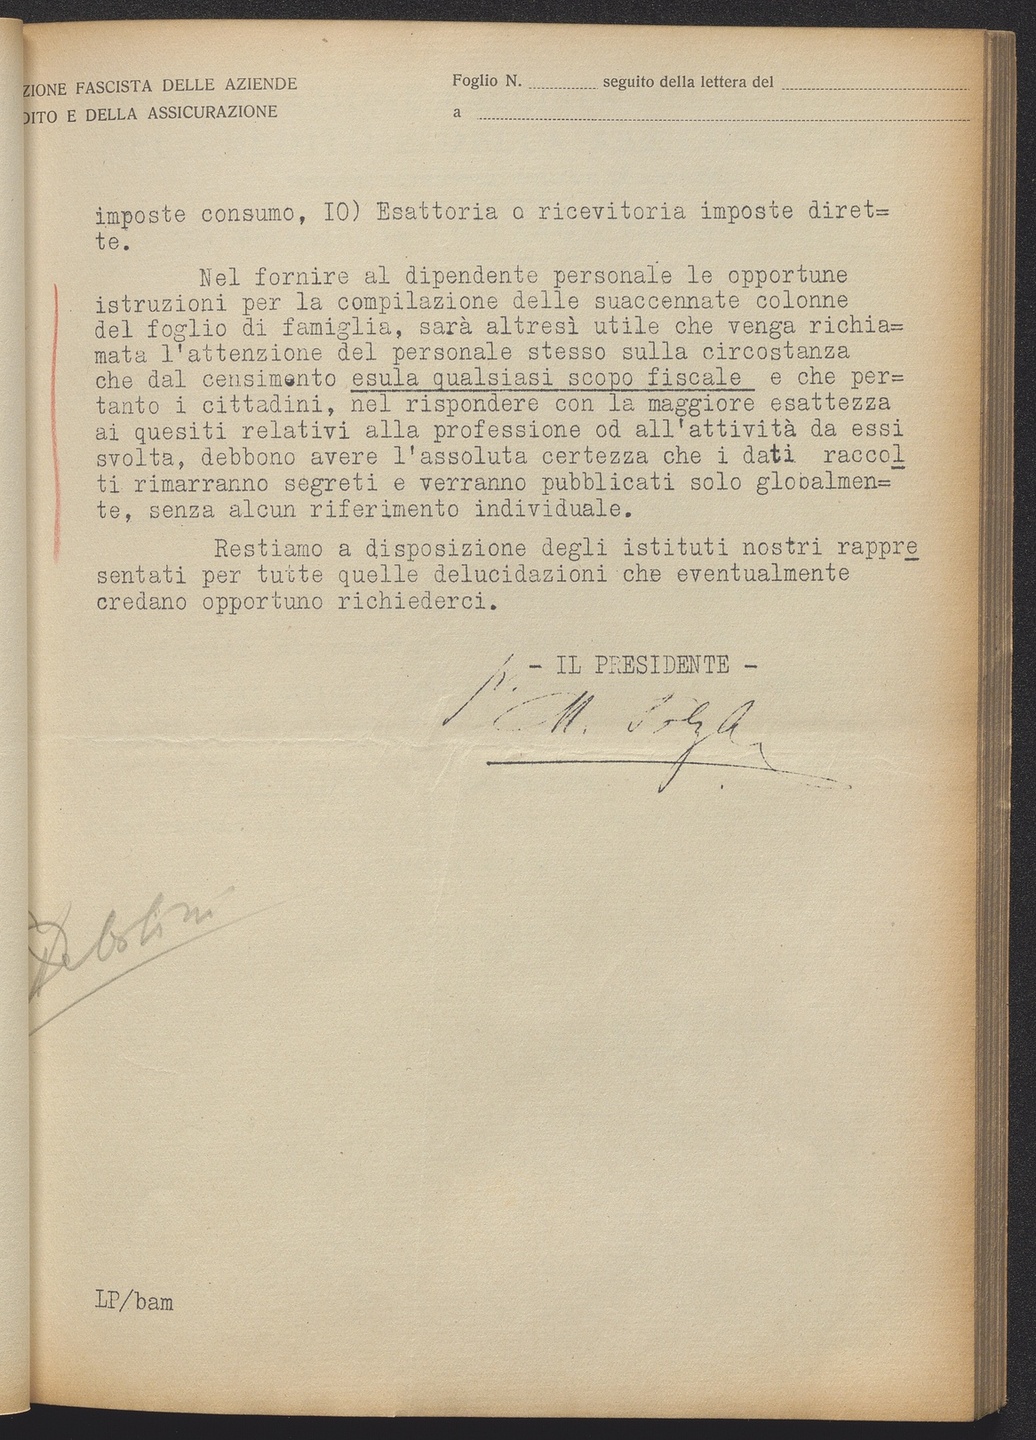 ZIONE FASCISTA DELLE AZIENDE
DITO E DELLA ASSICURAZIONE
Foglio N. seguito della lettera del
a
imposte consumo, IO) Esattoria o ricevitoria imposte diret=
te.
Nel fornire al dipendente personale le opportune
istruzioni per la compilazione delle suaccennate colonne
del foglio di famiglia, sarà altresì utile che venga richia=
mata l'attenzione del personale stesso sulla circostanza
che dal censimento esula qualsiasi scopo fiscale e che per=
tanto i cittadini, nel rispondere con la maggiore esattezza
ai quesiti relativi alla professione od all'attività da essi
svolta, debbono avere l'assoluta certezza che i dati raccol
ti rimarranno segreti e verranno pubblicati solo globalmen=
te, senza alcun riferimento individuale.
Restiamo a disposizione degli istituti nostri rappre
sentati per tutte quelle delucidazioni che eventualmente
credano opportuno richiederci.
p. - IL PRESIDENTE -
M.
LP/bam